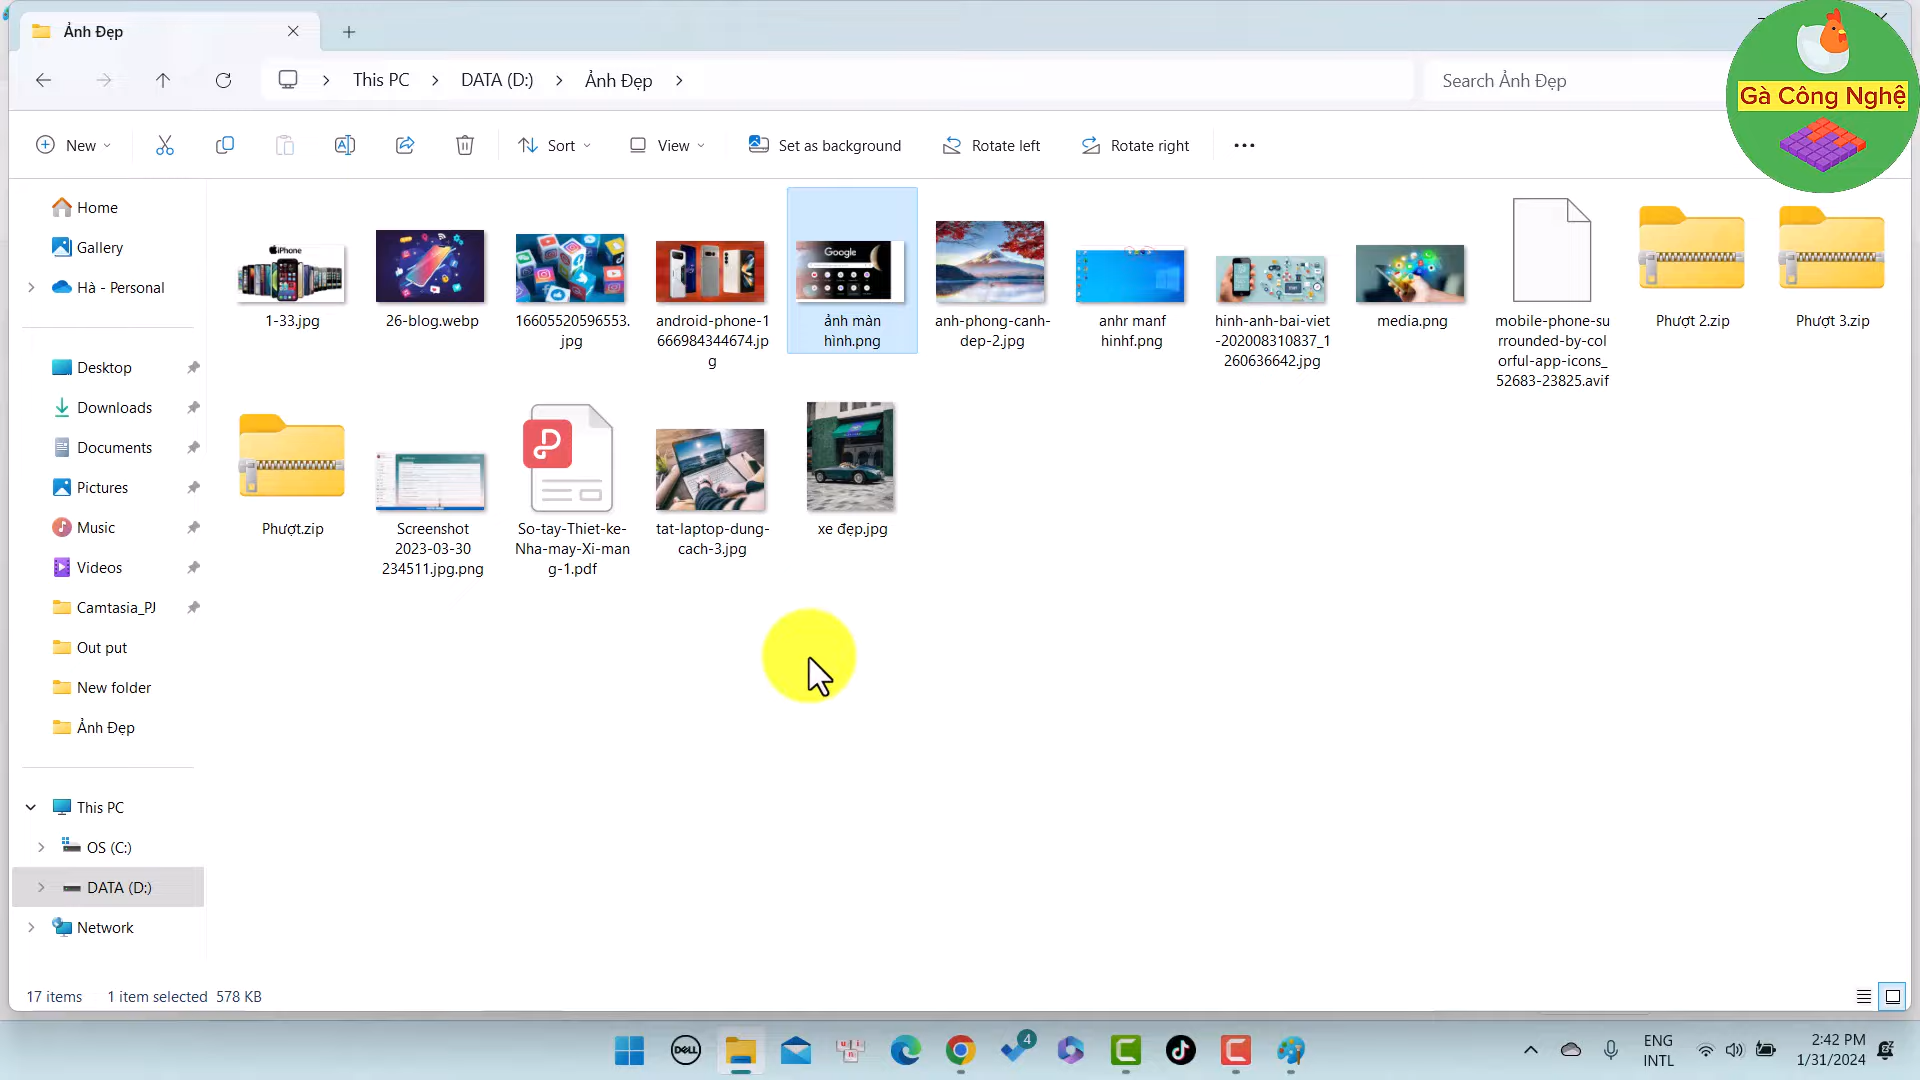 Ảnh Đẹp
Gà Công Nghệ
This PC
DATA (D:)
Ảnh Đẹp
Search Ảnh Đẹp
New
Sort
View
Set as background
Rotate left
Rotate right
Home
Gallery
Hà - Personal
Desktop
Downloads
Documents
Pictures
Music
Videos
Camtasia_PJ
Out put
New folder
Ảnh Đẹp
This PC
OS (C:)
DATA (D:)
Network
iPhone
1-33.jpg
26-blog.webp
16605520596553.
jpg
android-phone-1
666984344674.jp
g
Google
ảnh màn
hình.png
anh-phong-canh-
dep-2.jpg
anhr manf
hinhf.png
hinh-anh-bai-viet
-202008310837_1
260636642.jpg
media.png
mobile-phone-su
rrounded-by-col
orful-app-icons_
52683-23825.avif
Phượt 2.zip
Phượt 3.zip
Phượt.zip
Screenshot
2023-03-30
234511.jpg.png
So-tay-Thiet-ke-
Nha-may-Xi-man
g-1.pdf
tat-laptop-dung-
cach-3.jpg
xe đẹp.jpg
17 items
1 item selected 578 KB
DELL
4
ENG
INTL
2:42 PM
1/31/2024